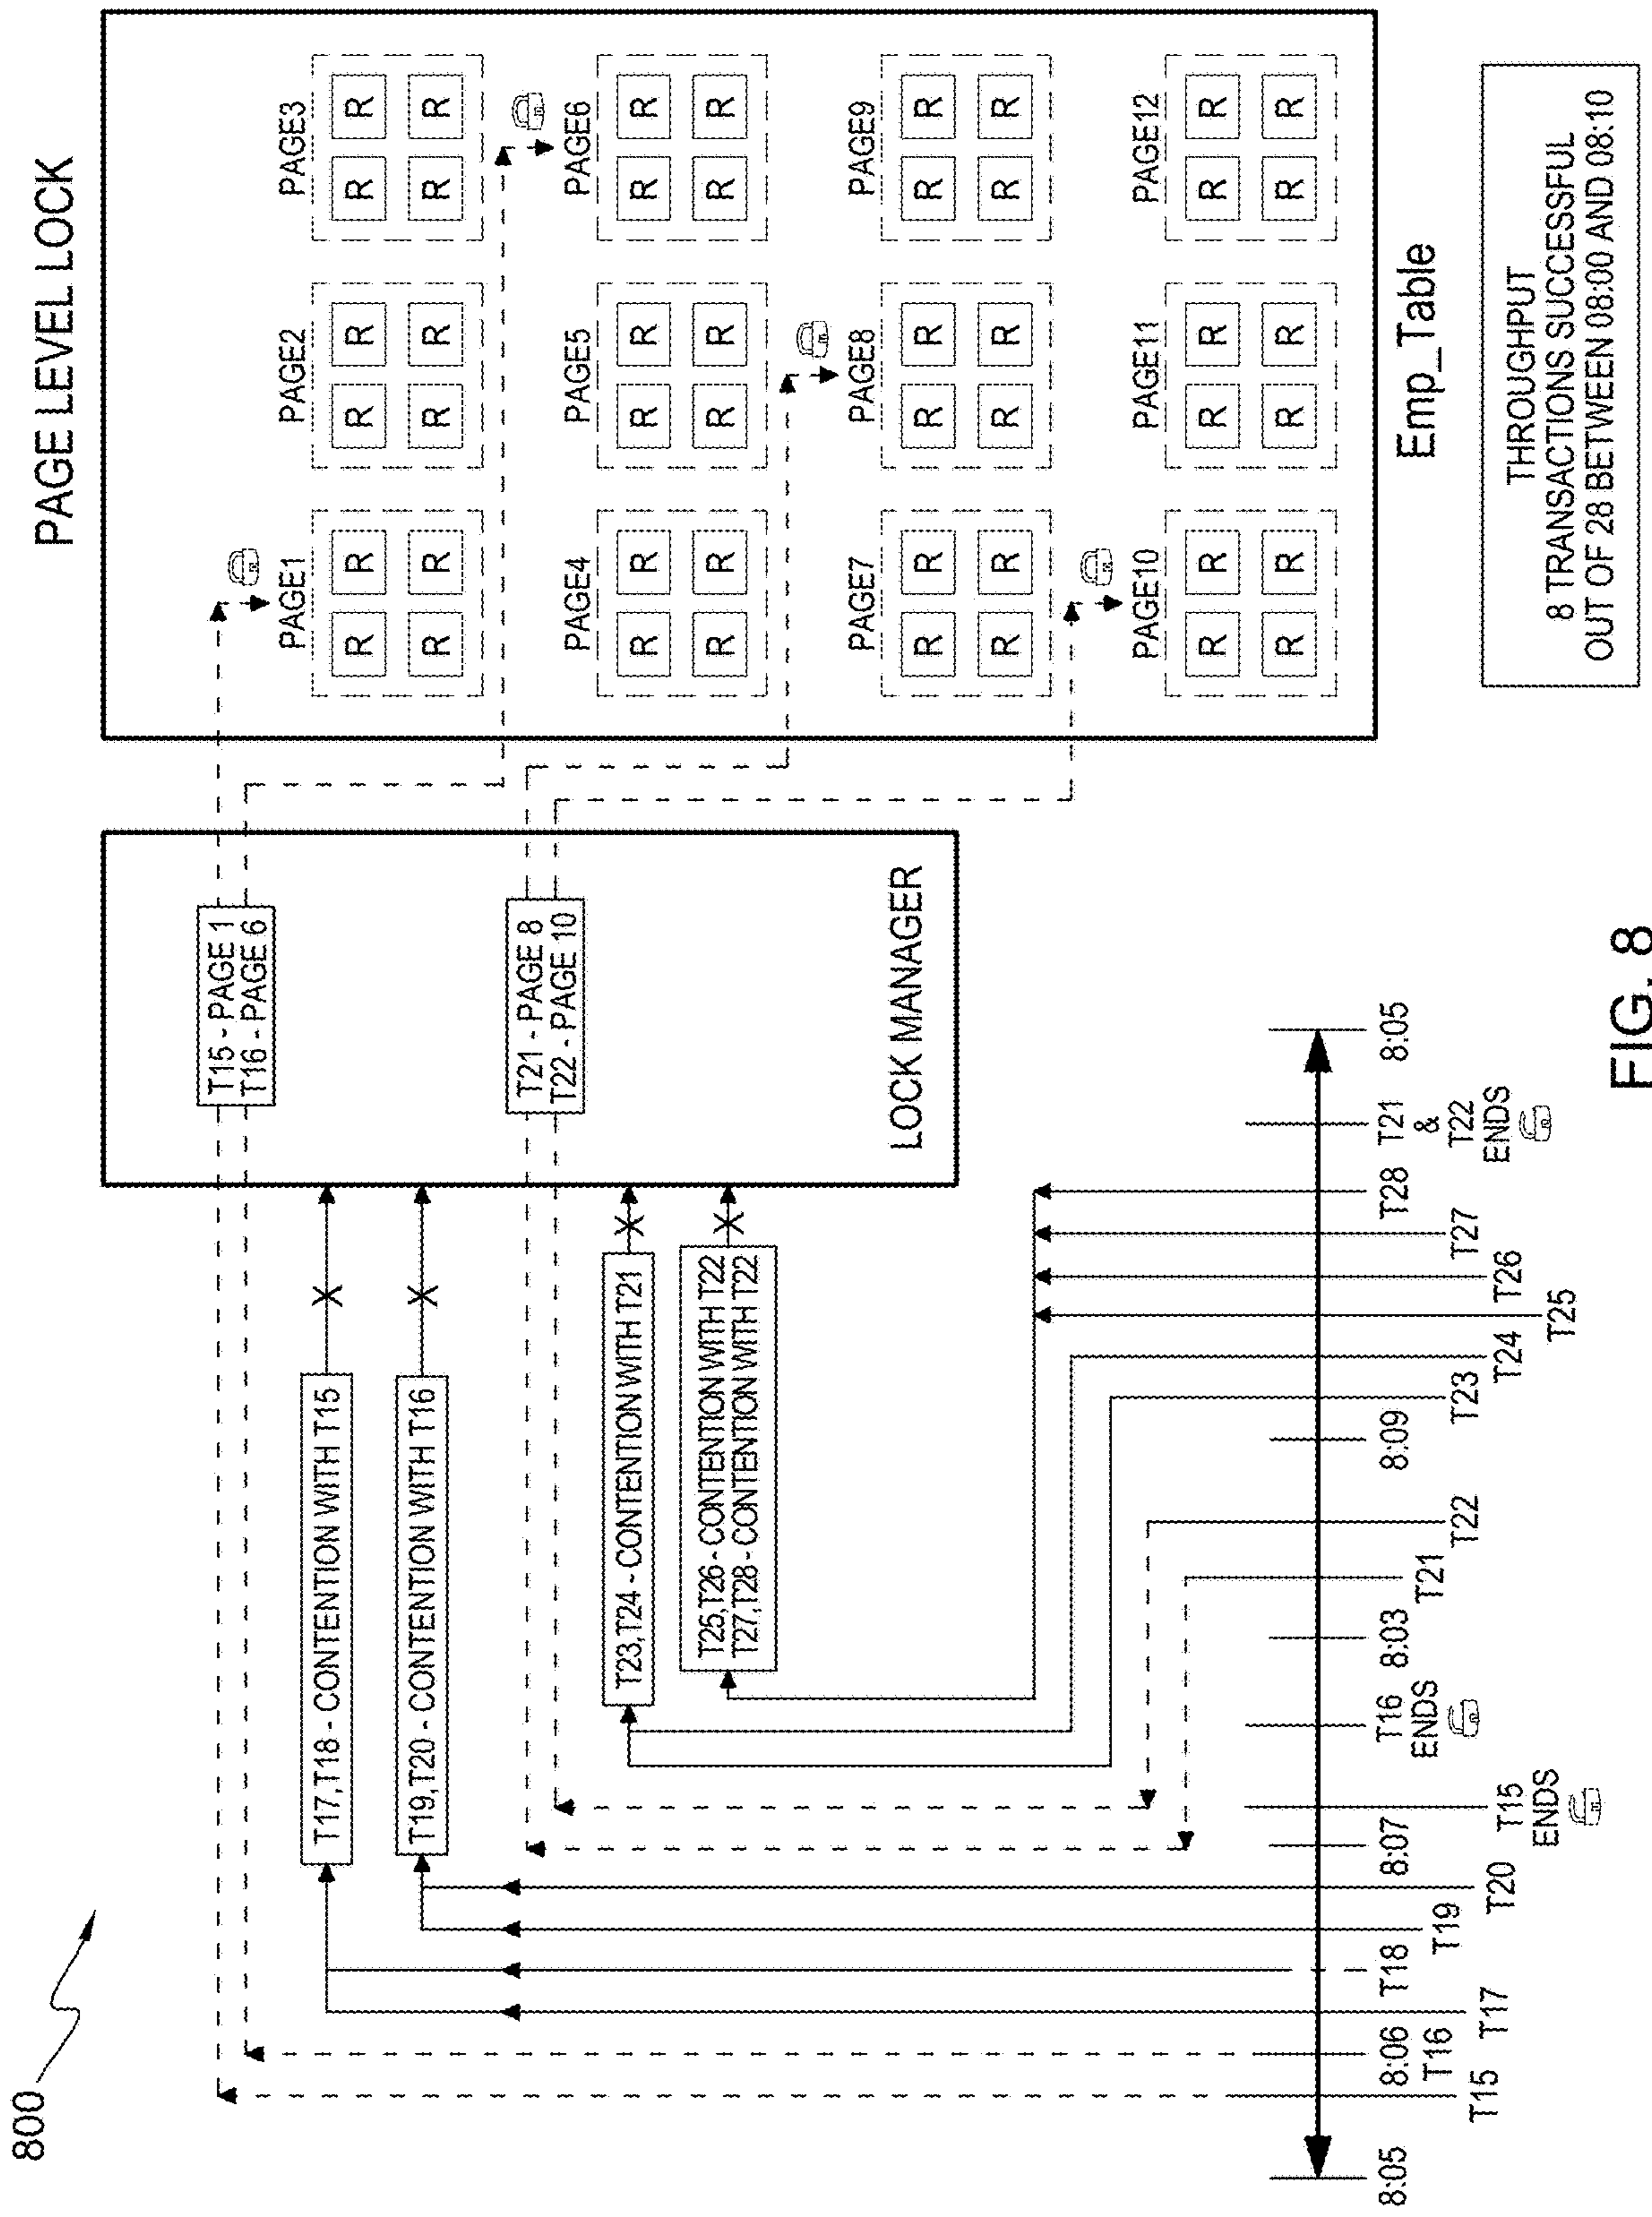 800
PAGE LEVEL LOCK
T15 - PAGE 1
T16 - PAGE 6
T17,T18 - CONTENTION WITH T15
T19,T20 - CONTENTION WITH T16
T21 - PAGE 8
T22 - PAGE 10
T23,T24 - CONTENTION WITH T21
T25,T26 - CONTENTION WITH T22
T27,T28 - CONTENTION WITH T22
LOCK MANAGER
PAGE1 PAGE2 PAGE3
R R R R R R
R R R R R R
PAGE4 PAGE5 PAGE6
R R R R R R
R R R R R R
PAGE7 PAGE8 PAGE9
R R R R R R
R R R R R R
PAGE10 PAGE11 PAGE12
R R R R R R
R R R R R R
Emp_Table
8:05 8:06 T18 8:07 T16 8:03 8:09 T28 T21 8:05
ENDS
&
T22
ENDS
T16 T19 T21
T15 T17 T20 T15 T22 T23 T27
ENDS
T24 T26
T25
THROUGHPUT
8 TRANSACTIONS SUCCESSFUL
OUT OF 28 BETWEEN 08:00 AND 08:10
FIG. 8